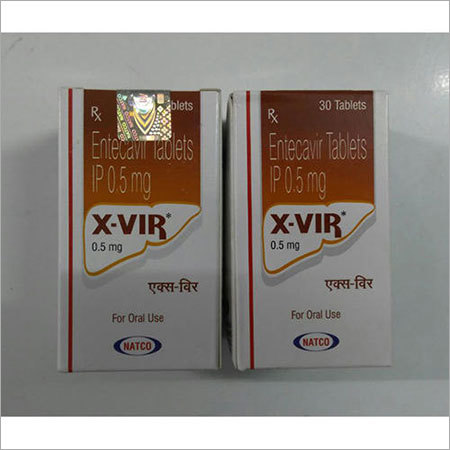 Rx
blets
Entecavir Tablets
IP 0.5 mg
X-VIR*
0.5 mg
एक्स-विर
For Oral Use
NATCO
Rx
30 Tablets
Entecavir Tablets
IP 0.5 mg
X-VIR*
0.5 mg
एक्स-विर
For Oral Use
NATCO